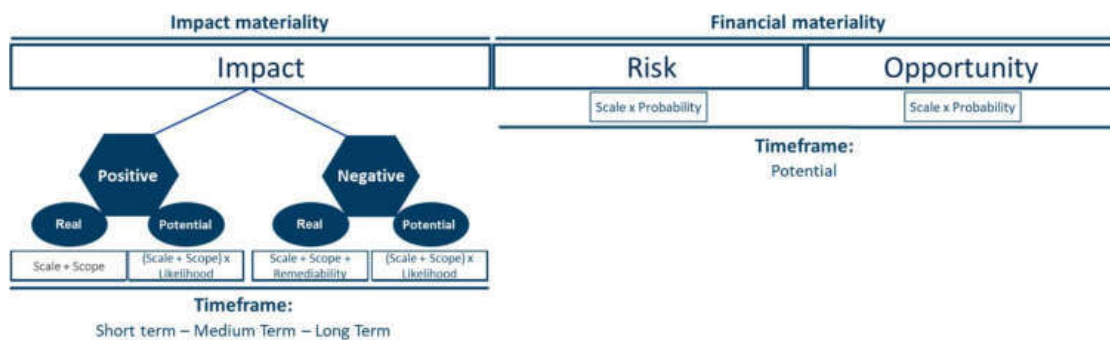 Impact materiality
Financial materiality
Impact
Risk
Opportunity
Scale x Probability
Scale x Probability
Timeframe:
Potential
Positive
Negative
Real
Potential
Real
Potential
Scale + Scope
(Scale + Scope) x
Likelihood
Scale + Scope +
Remediability
(Scale + Scope) x
Likelihood
Timeframe:
Short term – Medium Term – Long Term